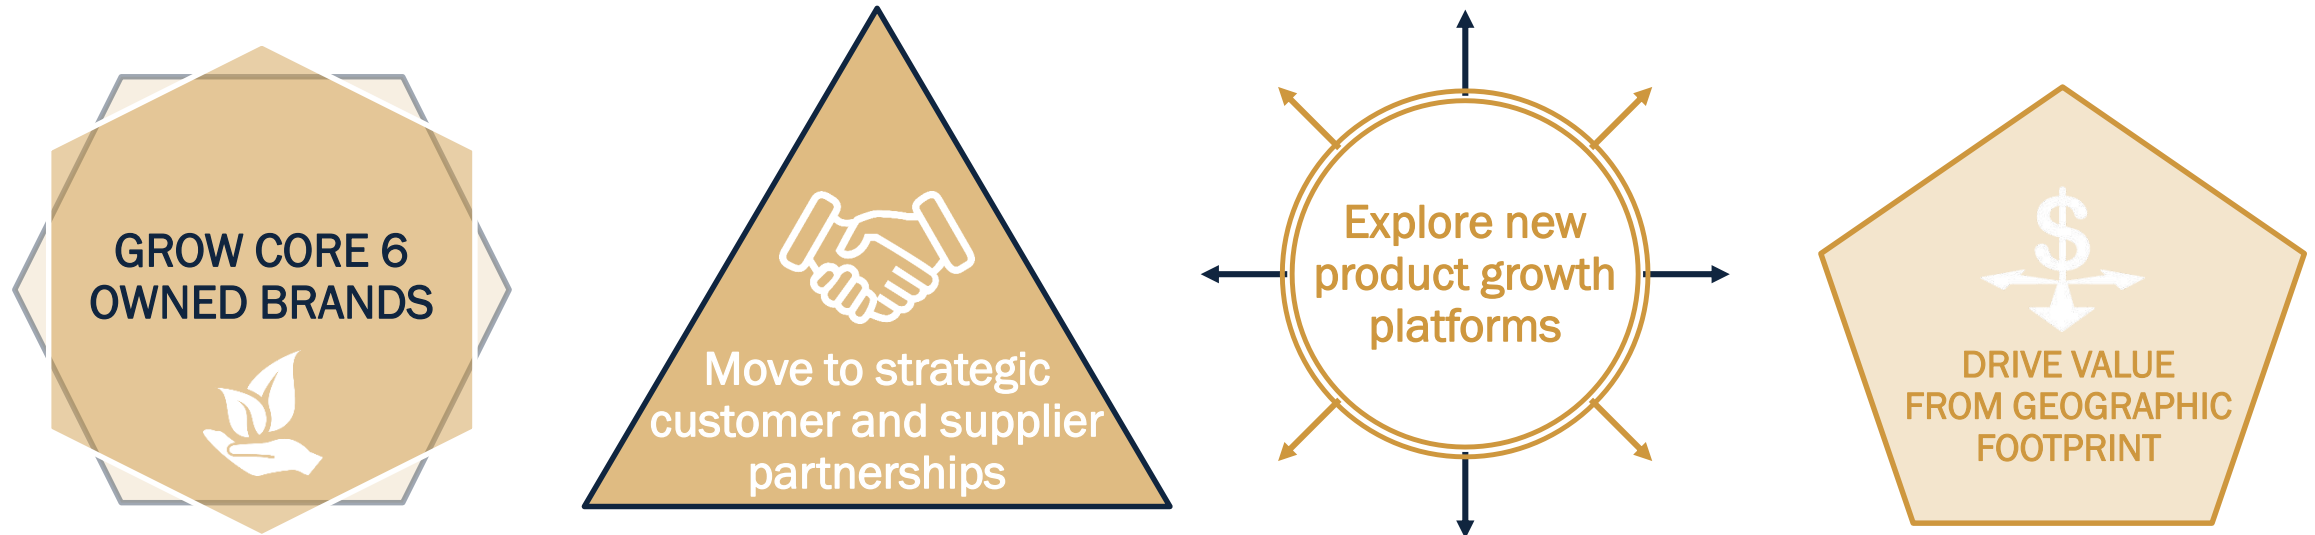 GROW CORE 6
OWNED BRANDS
Move to strategic
customer and supplier
partnerships
Explore new
product growth
platforms
$
DRIVE VALUE
FROM GEOGRAPHIC
FOOTPRINT